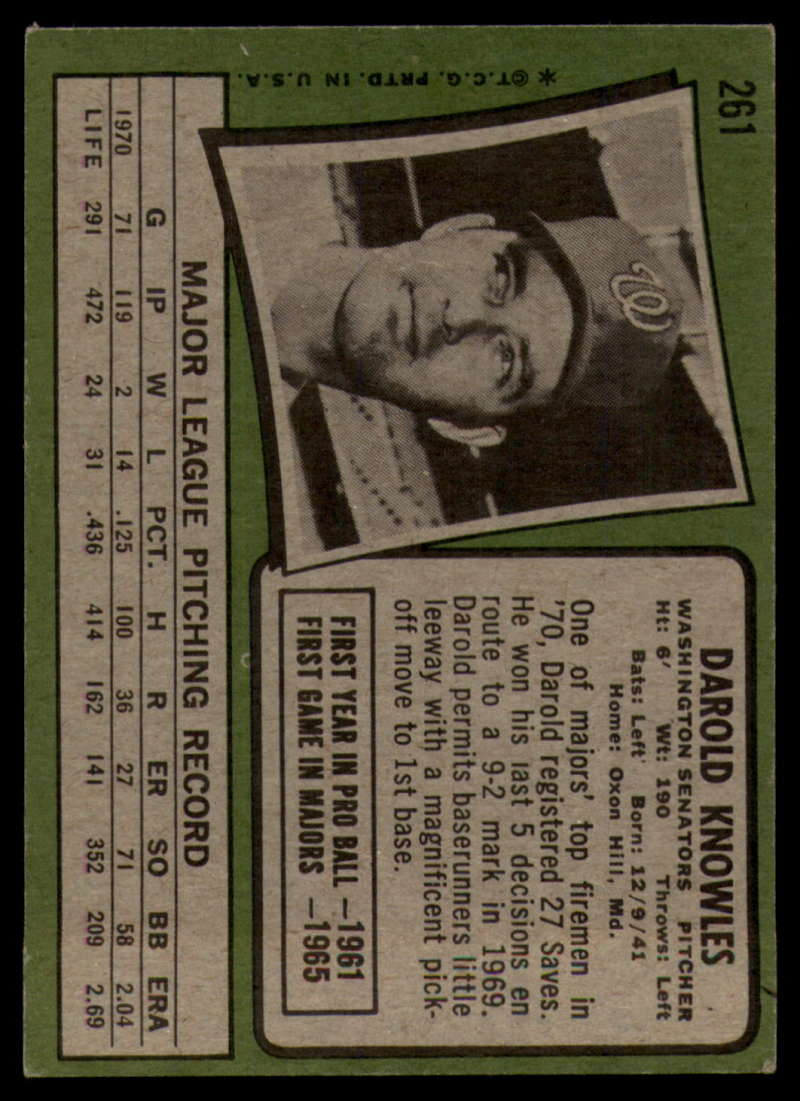 261
✻©T.C.G. PRTD. IN U.S.A.
W
DAROLD KNOWLES
WASHINGTON SENATORS PITCHER
Ht: 6' Wt: 190 Throws: Left
Bats: Left Born: 12/9/41
Home: Oxon Hill, Md.
One of majors' top firemen in
'70, Darold registered 27 Saves.
He won his last 5 decisions en
route to a 9-2 mark in 1969.
Darold permits baserunners little
leeway with a magnificent pick-
off move to 1st base.
FIRST YEAR IN PRO BALL —1961
FIRST GAME IN MAJORS —1965
MAJOR LEAGUE PITCHING RECORD
G IP W L PCT. H R ER SO BB ERA
1970 71 119 2 14 .125 100 36 27 71 58 2.04
LIFE 291 472 24 31 .436 414 162 141 352 209 2.69